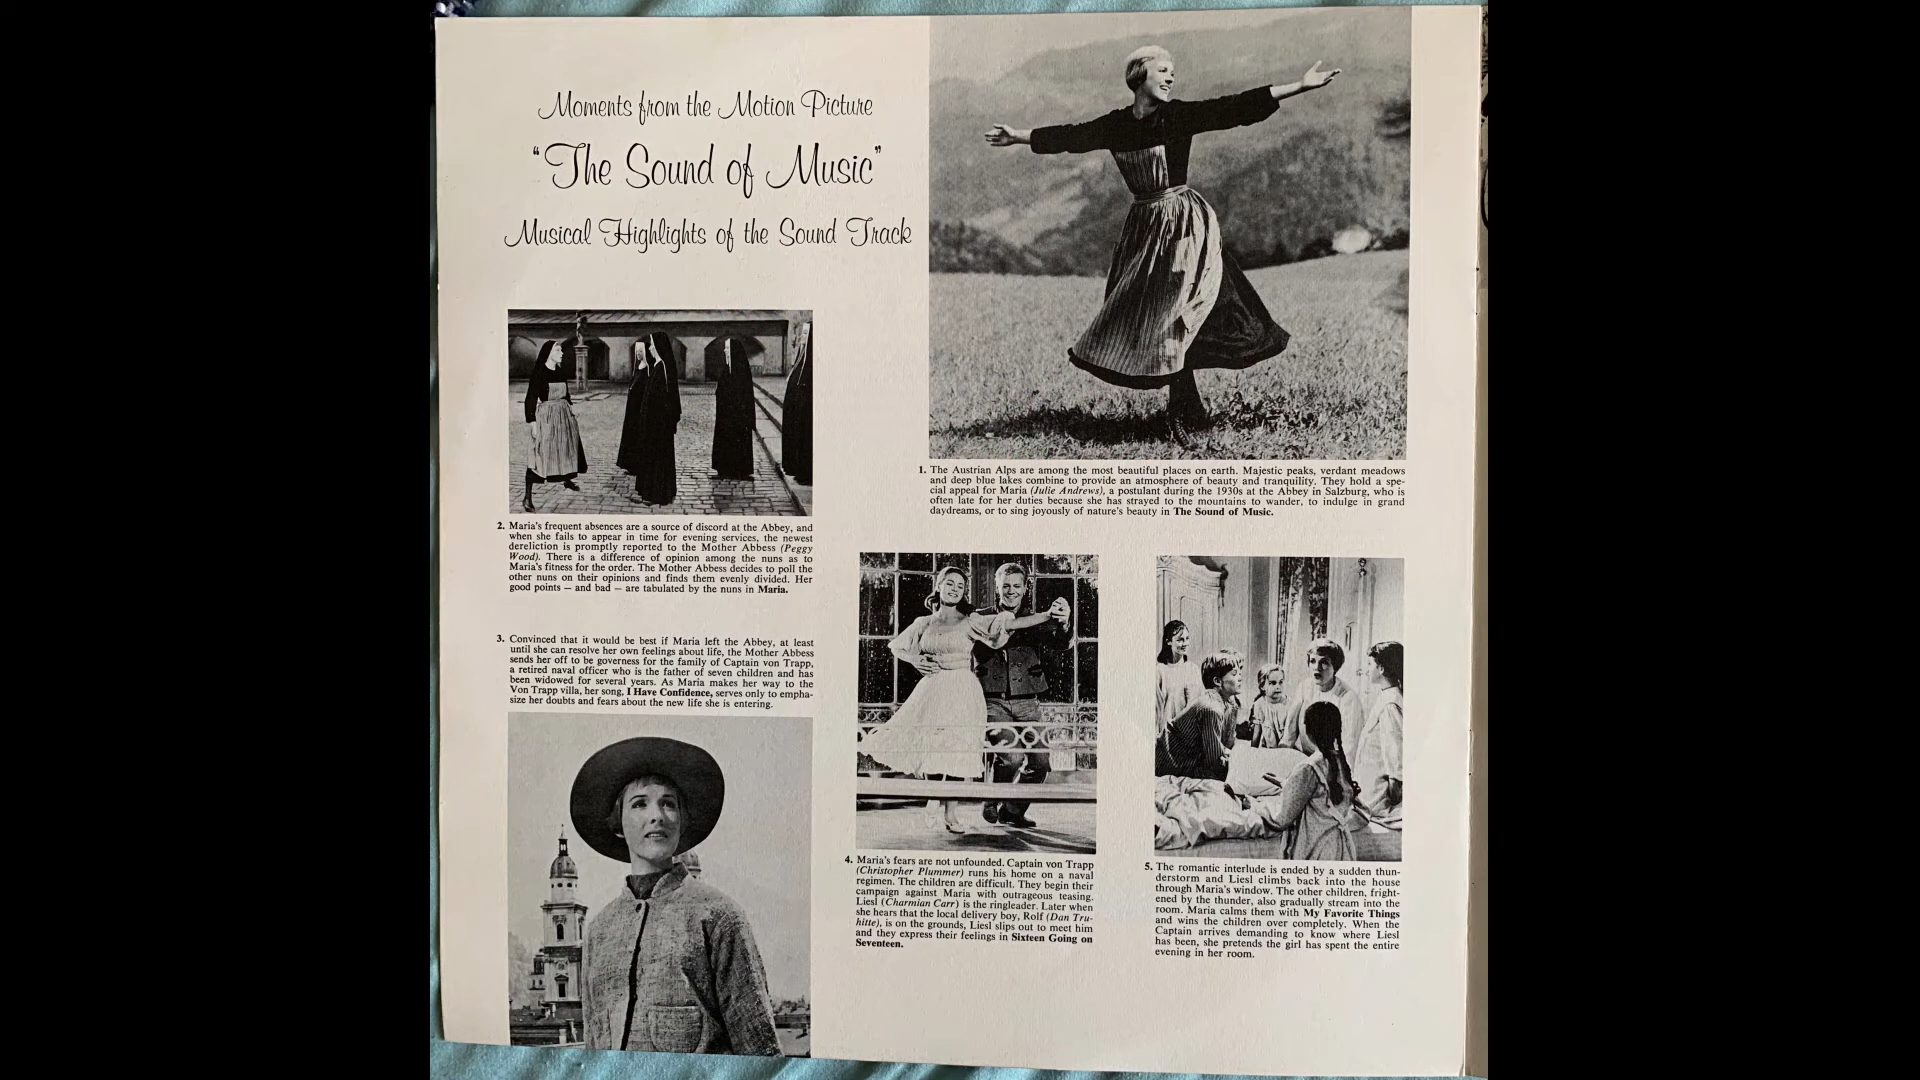 Moments from the Motion Picture
“The Sound of Music”
Musical Highlights of the Sound Track
1. The Austrian Alps are among the most beautiful places on earth. Majestic peaks, verdant meadows
and deep blue lakes combine to provide an atmosphere of beauty and tranquility. They hold a spe-
cial appeal for Maria (Julie Andrews), a postulant during the 1930s at the Abbey in Salzburg, who is
often late for her duties because she has strayed to the mountains to wander, to indulge in grand
daydreams, or to sing joyously of nature's beauty in The Sound of Music.
2. Maria's frequent absences are a source of discord at the Abbey, and
when she fails to appear in time for evening services, the newest
dereliction is promptly reported to the Mother Abbess (Peggy
Wood). There is a difference of opinion among the nuns as to
Maria's fitness for the order. The Mother Abbess decides to poll the
other nuns on their opinions and finds them evenly divided. Her
good points — and bad — are tabulated by the nuns in Maria.
3. Convinced that it would be best if Maria left the Abbey, at least
until she can resolve her own feelings about life, the Mother Abbess
sends her off to be governess for the family of Captain von Trapp,
a retired naval officer who is the father of seven children and has
been widowed for several years. As Maria makes her way to the
Von Trapp villa, her song, I Have Confidence, serves only to empha-
size her doubts and fears about the new life she is entering.
4. Maria's fears are not unfounded. Captain von Trapp
(Christopher Plummer) runs his home on a naval
regimen. The children are difficult. They begin their
campaign against Maria with outrageous teasing.
Liesl (Charmian Carr) is the ringleader. Later when
she hears that the local delivery boy, Rolf (Dan Tru-
hitte), is on the grounds, Liesl slips out to meet him
and they express their feelings in Sixteen Going on
Seventeen.
5. The romantic interlude is ended by a sudden thun-
derstorm and Liesl climbs back into the house
through Maria's window. The other children, fright-
ened by the thunder, also gradually stream into the
room. Maria calms them with My Favorite Things
and wins the children over completely. When the
Captain arrives demanding to know where Liesl
has been, she pretends the girl has spent the entire
evening in her room.